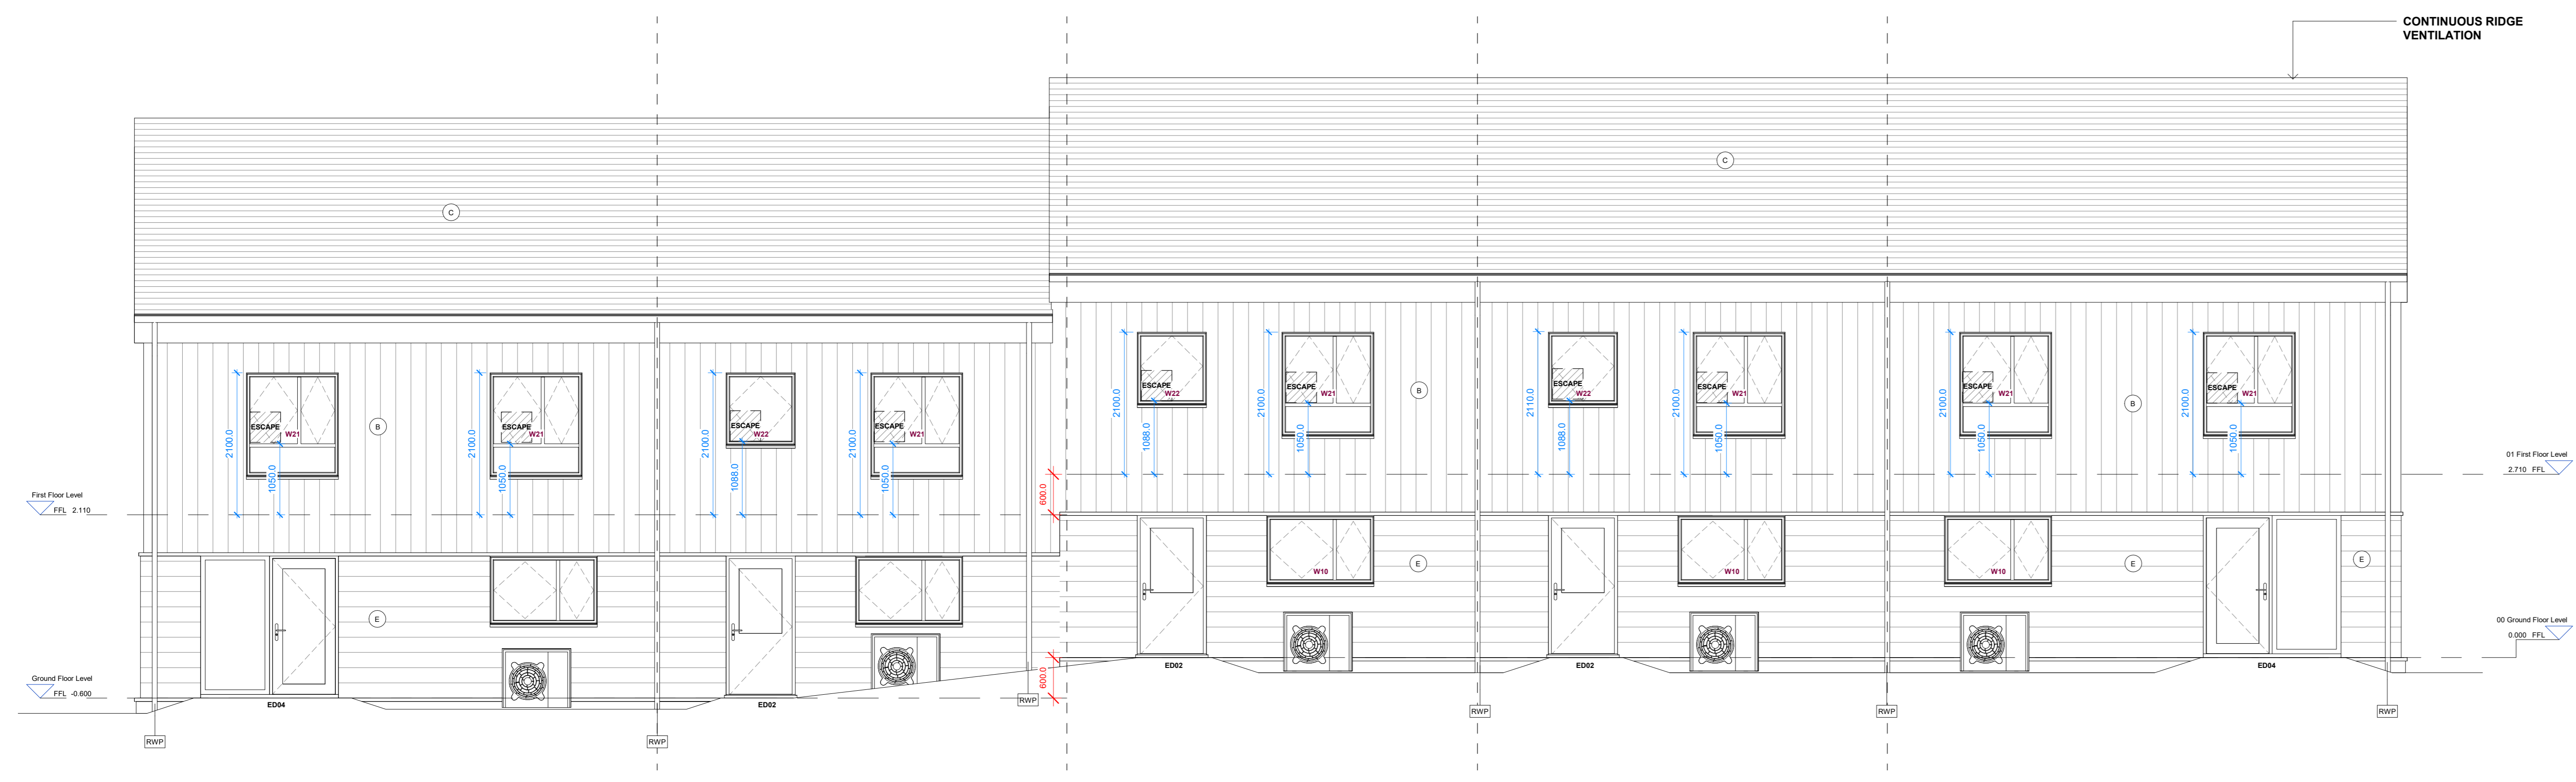 CONTINUOUS RIDGE
VENTILATION
C
C
ESCAPE
W21
2100.0
1050.0
B
ESCAPE
W21
2100.0
1050.0
ESCAPE
W22
2100.0
1088.0
ESCAPE
W21
2100.0
1050.0
ESCAPE
W22
2100.0
1088.0
ESCAPE
W21
2100.0
1050.0
B
ESCAPE
W22
2110.0
1088.0
ESCAPE
W21
2100.0
1050.0
ESCAPE
W21
2100.0
1050.0
B
ESCAPE
W21
2100.0
1050.0
First Floor Level
FFL 2.110
600.0
01 First Floor Level
2.710 FFL
E
W10
E
W10
W10
E
E
Ground Floor Level
FFL -0.600
600.0
00 Ground Floor Level
0.000 FFL
ED04
ED02
ED02
ED02
ED04
RWP
RWP
RWP
RWP
RWP
RWP